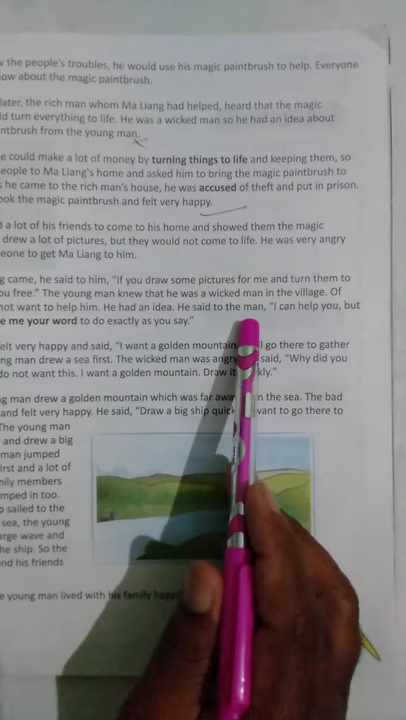 the people's troubles, he would use his magic paintbrush to help. Everyone
ow about the magic paintbrush.
later, the rich man whom Ma Liang had helped, heard that the magic
ld turn everything to life. He was a wicked man so he had an idea about
ntbrush from the young man.
e could make a lot of money by turning things to life and keeping them, so
eople to Ma Liang's home and asked him to bring the magic paintbrush to
he came to the rich man's house, he was accused of theft and put in prison.
ook the magic paintbrush and felt very happy.
a lot of his friends to come to his home and showed them the magic
drew a lot of pictures, but they would not come to life. He was very angry
eone to get Ma Liang to him.
g came, he said to him, "If you draw some pictures for me and turn them to
ou free." The young man knew that he was a wicked man in the village. Of
not want to help him. He had an idea. He said to the man, "I can help you, but
e me your word to do exactly as you say."
elt very happy and said, "I want a golden mountain. go there to gather
ng man drew a sea first. The wicked man was angry said, "Why did you
do not want this. I want a golden mountain. Draw it kly."
g man drew a golden mountain which was far away n the sea. The bad
and felt very happy. He said, "Draw a big ship quick want to go there to
The young man
and drew a big
man jumped
irst and a lot of
ily members
mped in too.
sailed to the
sea, the young
arge wave and
he ship. So the
nd his friends
e young man lived with his family happ